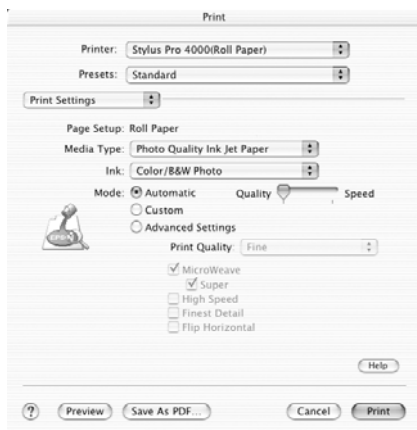 Print
Printer: Stylus Pro 4000(Roll Paper)
Presets: Standard
Print Settings
Page Setup: Roll Paper
Media Type: Photo Quality Ink Jet Paper
Ink: Color/B&W Photo
Mode: Automatic Quality Speed
Custom
Advanced Settings
Print Quality: Fine
MicroWeave
Super
High Speed
Finest Detail
Flip Horizontal
Help
? Preview Save As PDF... Cancel Print